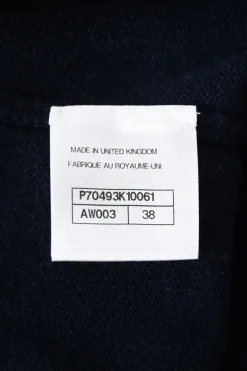 MADE IN UNITED KINGDOM
FABRIQUE AU ROYAUME-UNI
P70493K10061
AW003 38